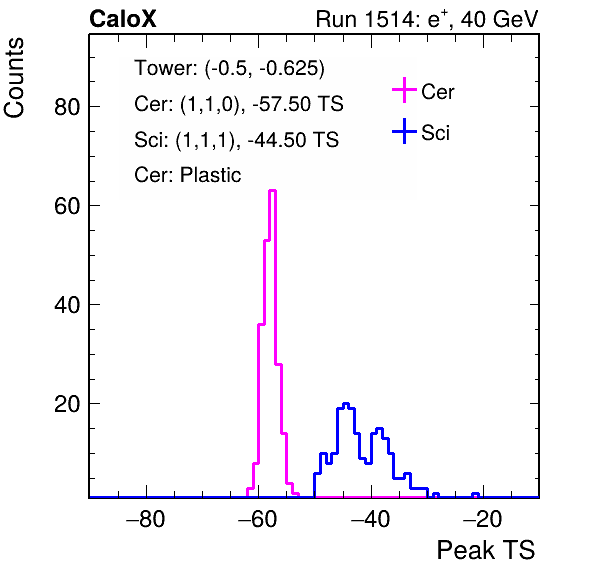 CaloX Run 1514: e+, 40 GeV
Counts
Tower: (-0.5, -0.625)
Cer: (1,1,0), -57.50 TS
Sci: (1,1,1), -44.50 TS
Cer: Plastic
Cer
Sci
80
60
40
20
−80 −60 −40 −20
Peak TS